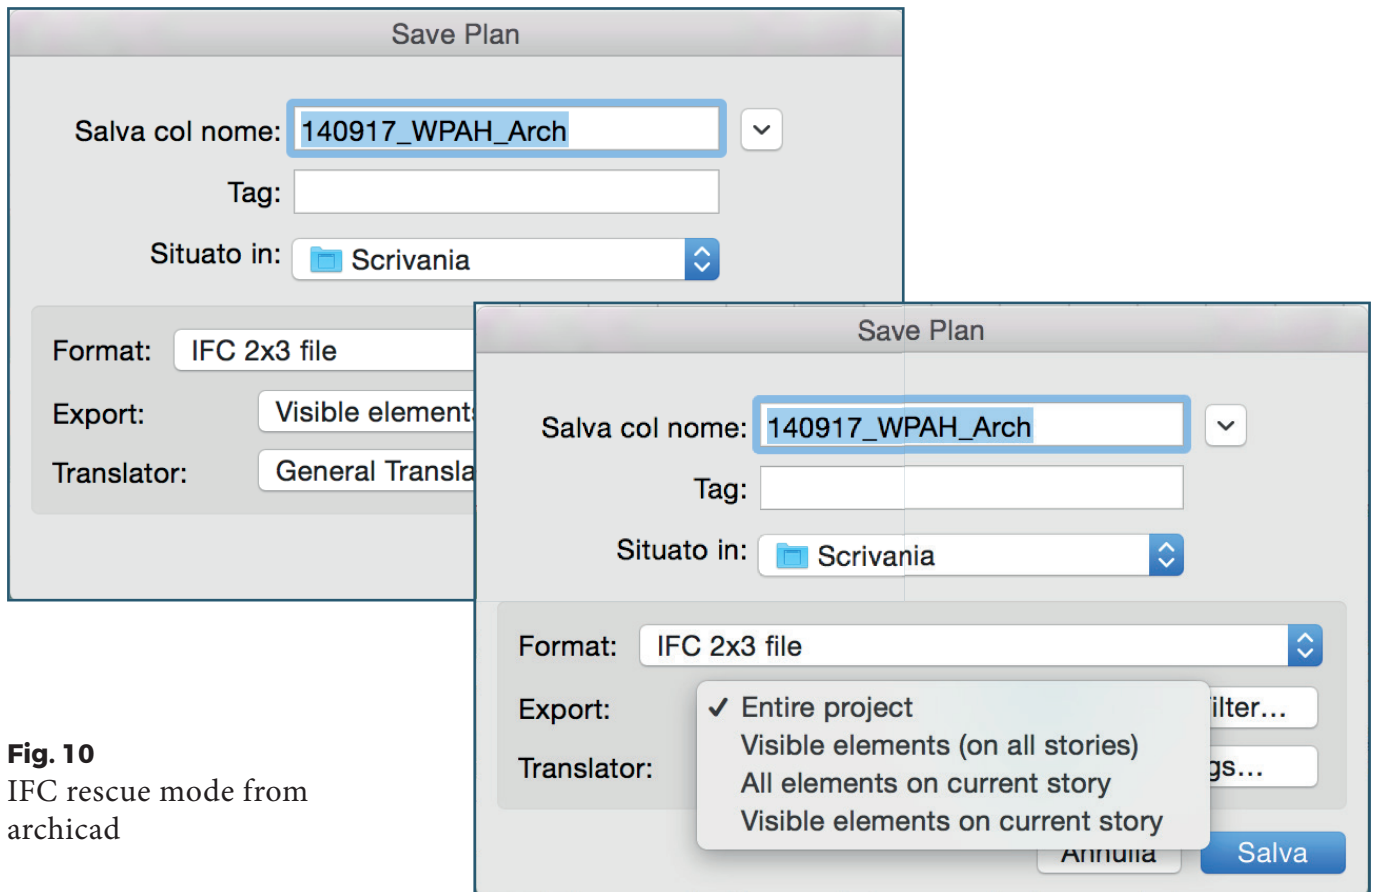 Save Plan
Salva col nome: 140917_WPAH_Arch
Tag:
Situato in: Scrivania
Format: IFC 2x3 file
Export: Visible elements
Translator: General Transla
Save Plan
Salva col nome: 140917_WPAH_Arch
Tag:
Situato in: Scrivania
Format: IFC 2x3 file
Export: ✓ Entire project ilter...
Visible elements (on all stories)
Translator: gs...
All elements on current story
Visible elements on current story
Annulla Salva
Fig. 10
IFC rescue mode from
archicad